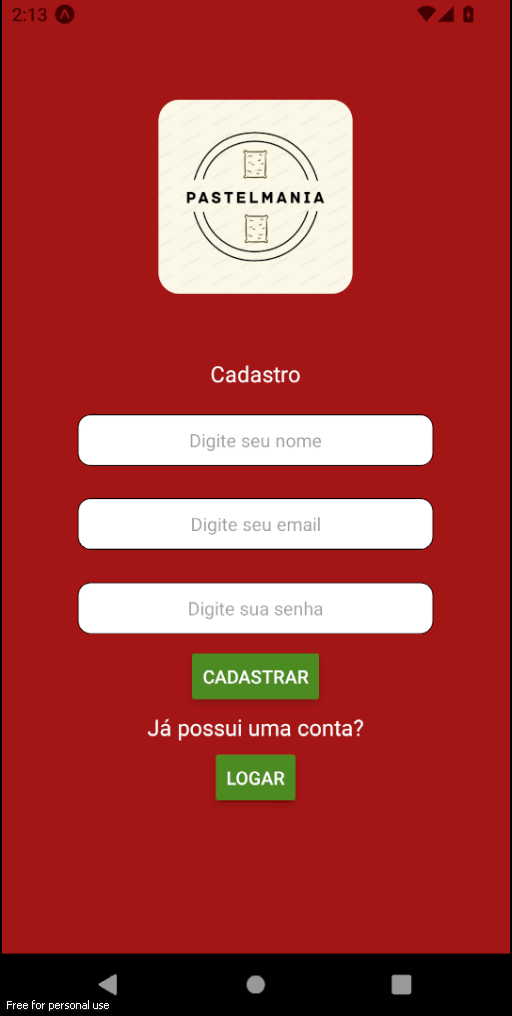 2:13
PASTELMANIA
Cadastro
Digite seu nome
Digite seu email
Digite sua senha
CADASTRAR
Já possui uma conta?
LOGAR
Free for personal use